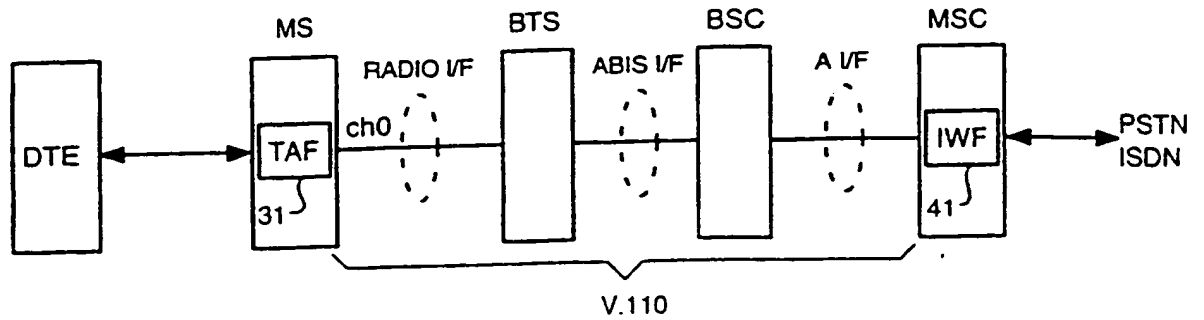 MS
BTS
BSC
MSC
RADIO I/F
ABIS I/F
A I/F
DTE
TAF
ch0
IWF
PSTN
ISDN
31
41
V.110